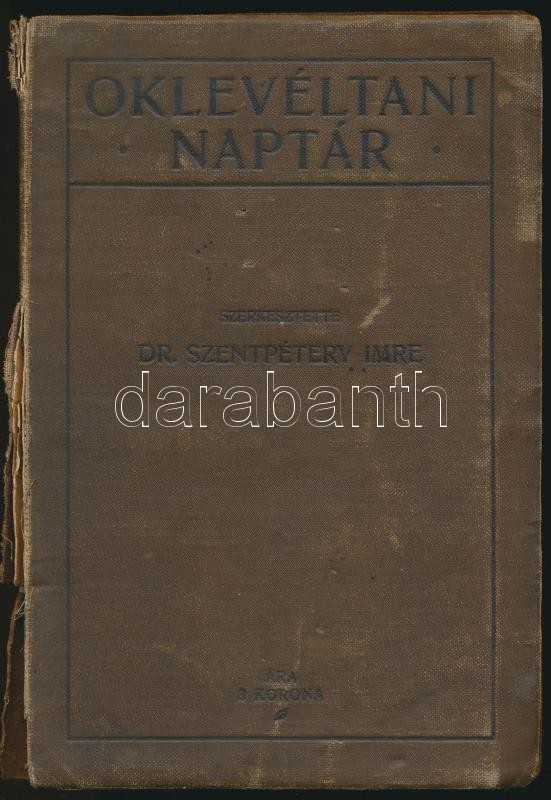 OKLEVÉLTANI
· NAPTÁR ·
SZERKESZTETTE
DR. SZENTPÉTERY IMRE
darabanth
ÁRA
3 KORONA